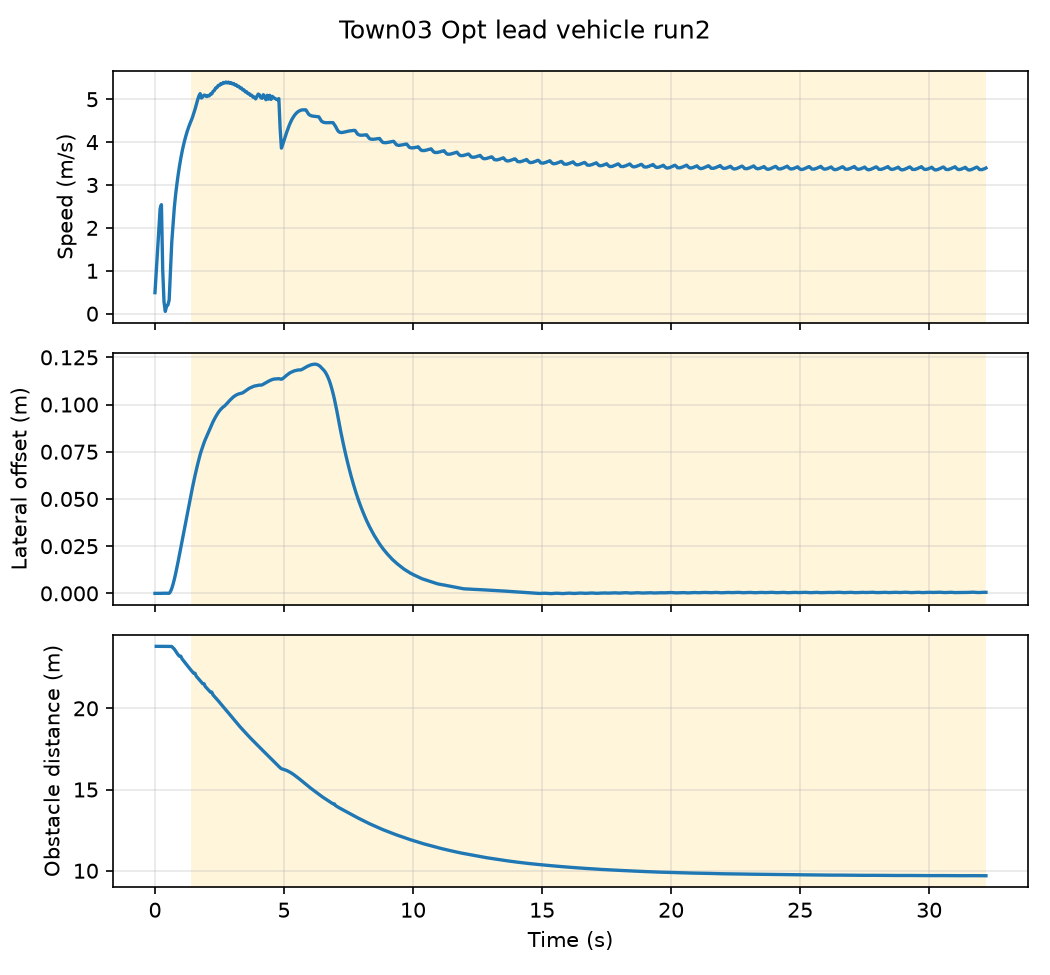 Town03 Opt lead vehicle run2
Speed (m/s)
5
4
3
2
1
0
Lateral offset (m)
0.125
0.100
0.075
0.050
0.025
0.000
Obstacle distance (m)
20
15
10
0 5 10 15 20 25 30
Time (s)